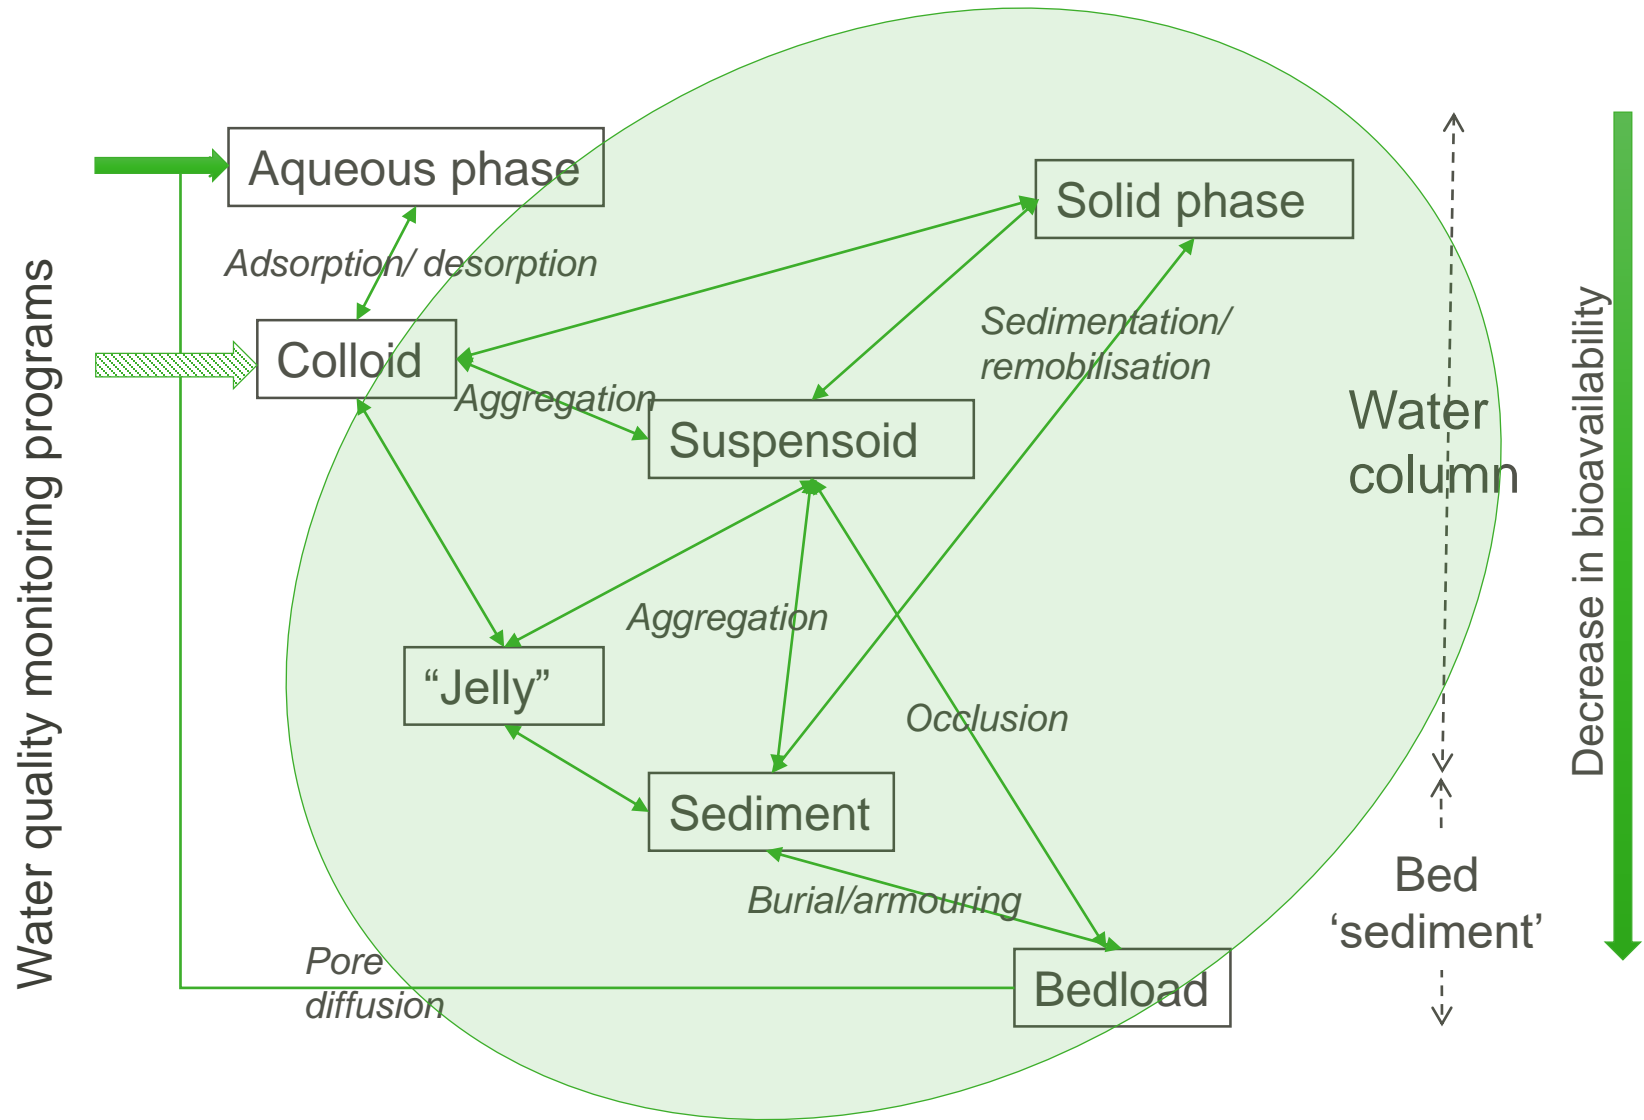 Water quality monitoring programs
Aqueous phase
Solid phase
Adsorption/ desorption
Colloid
Sedimentation/
remobilisation
Aggregation
Suspensoid
Water
column
Decrease in bioavailability
Aggregation
“Jelly”
Occlusion
Sediment
Burial/armouring
Bed
‘sediment’
Pore
diffusion
Bedload